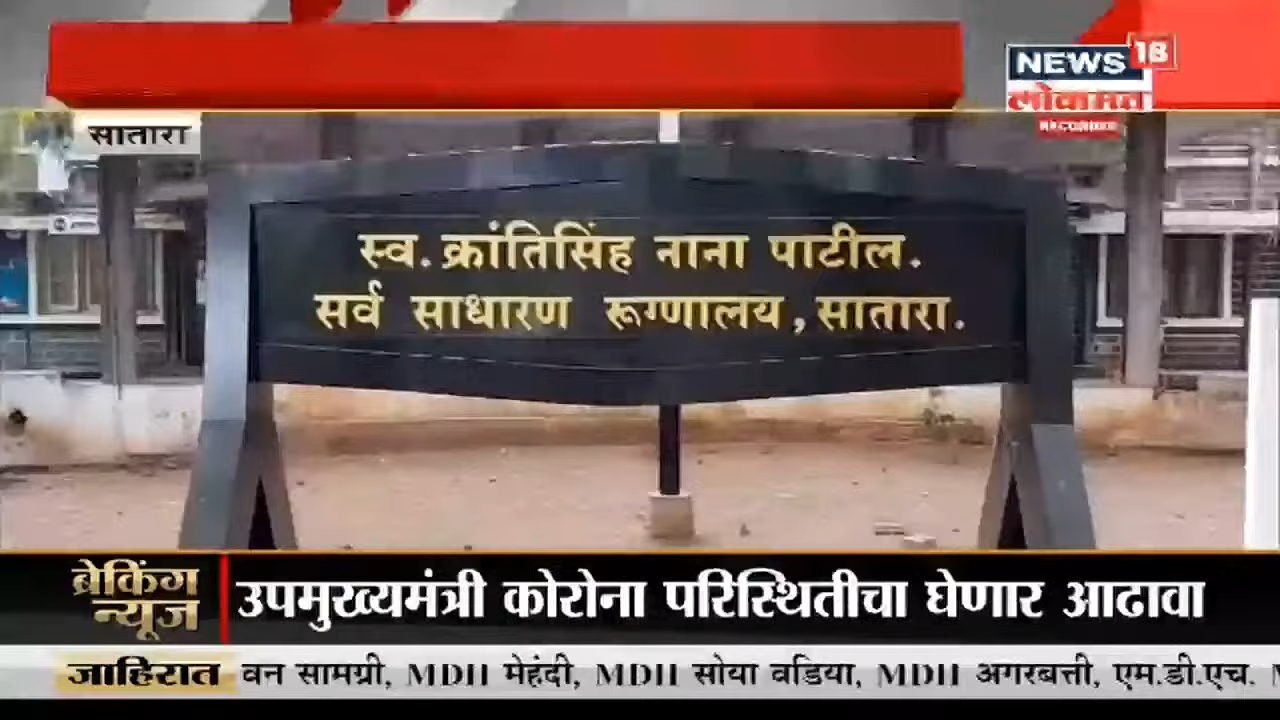 NEWS 18
लोकमत
सातारा
स्व. क्रांतिसिंह नाना पाटील.
सर्व साधारण रूग्णालय, सातारा.
ब्रेकिंग
न्यूज
उपमुख्यमंत्री कोरोना परिस्थितीचा घेणार आढावा
जाहिरात वन सामग्री, MDH मेहंदी, MDH सोया वडिया, MDH अगरबत्ती, एम.डी.एच.